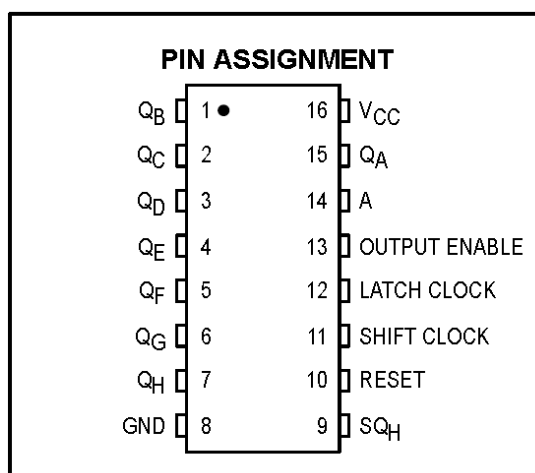 PIN ASSIGNMENT
QB 1 16 VCC
QC 2 15 QA
QD 3 14 A
QE 4 13 OUTPUT ENABLE
QF 5 12 LATCH CLOCK
QG 6 11 SHIFT CLOCK
QH 7 10 RESET
GND 8 9 SQH